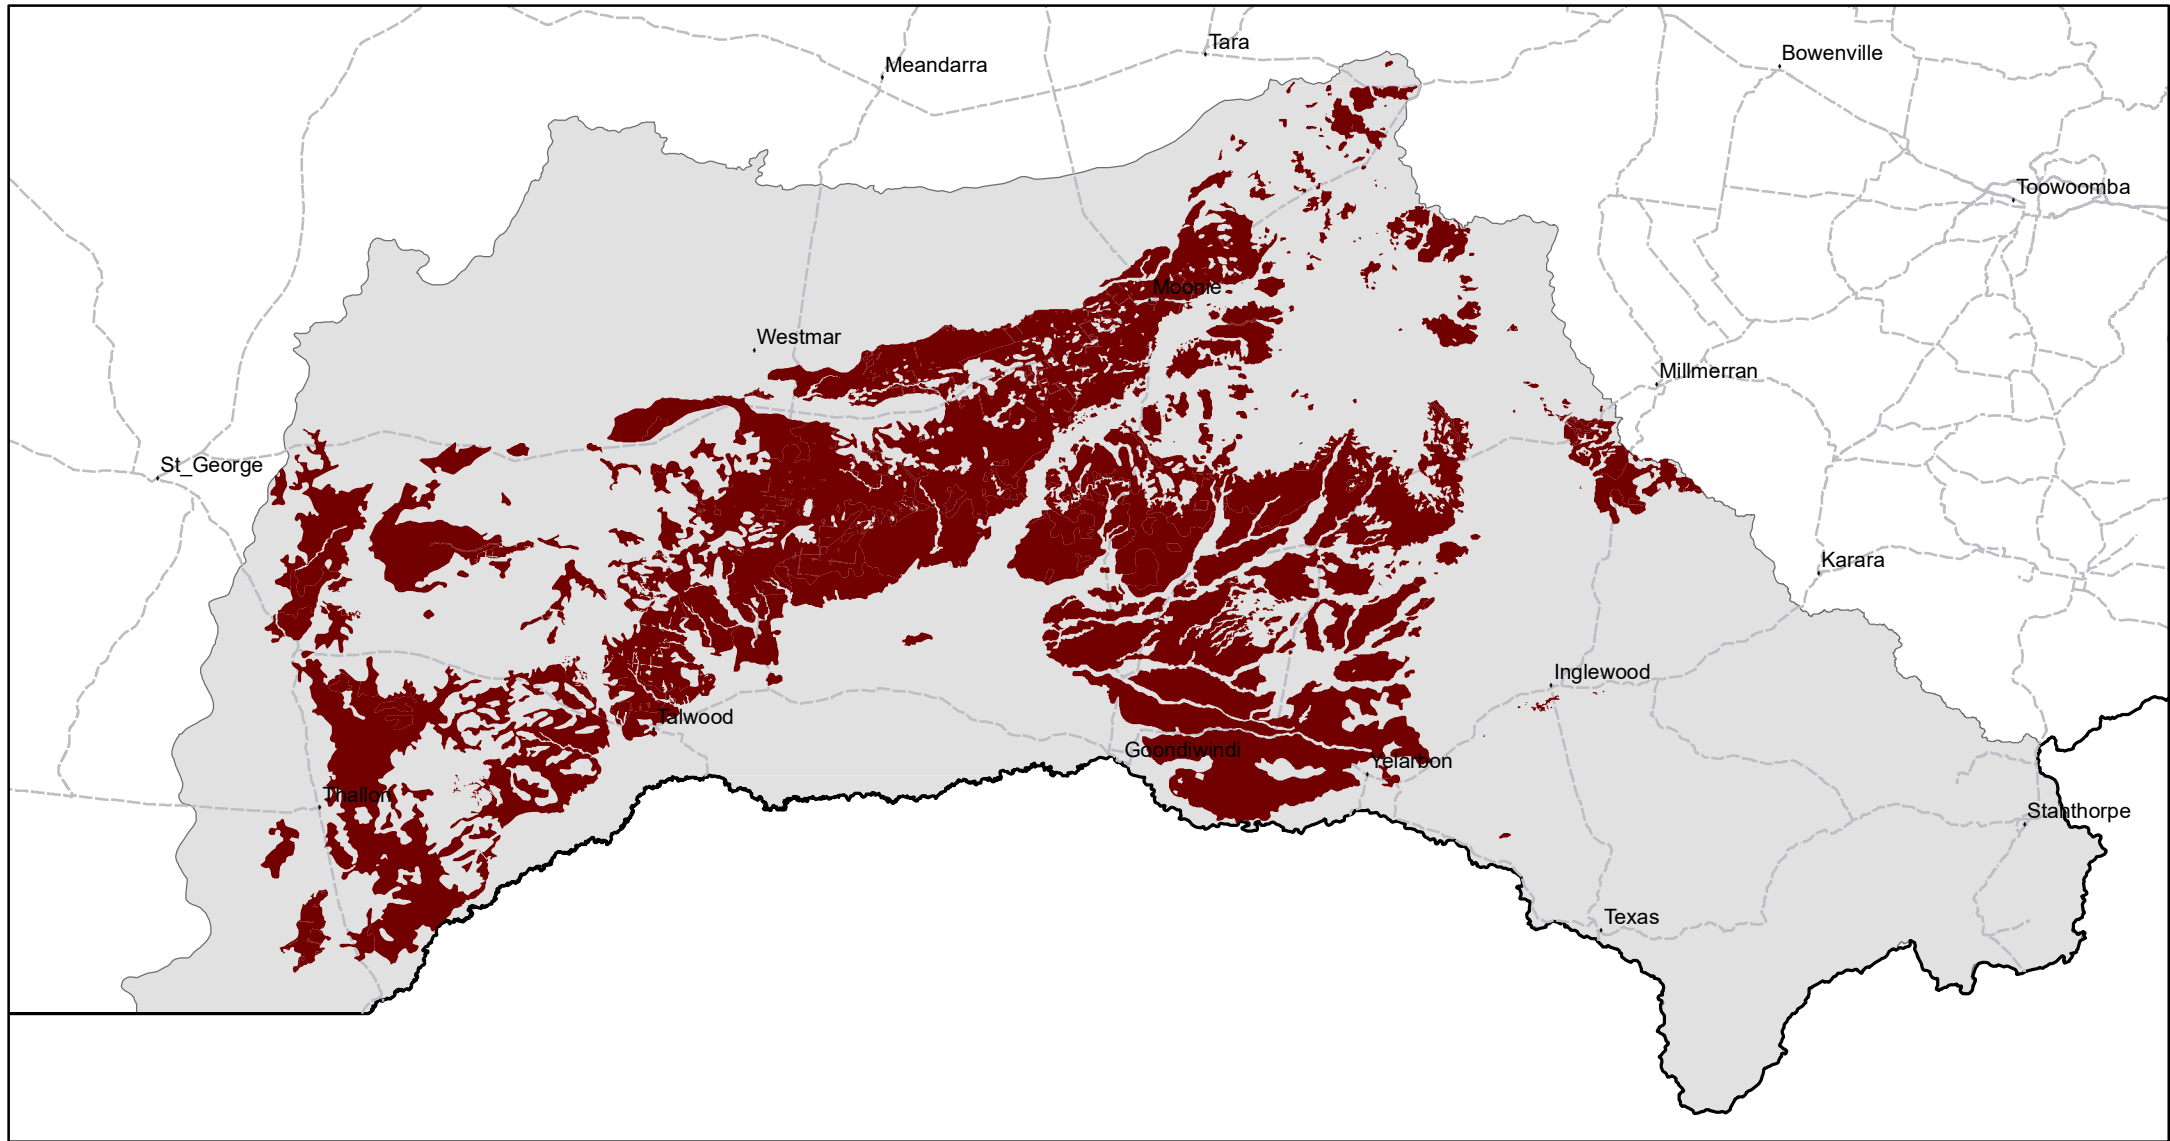 Tara
Bowenville
Meandarra
Toowoomba
Moonie
Westmar
Millmerran
St_George
Karara
Inglewood
Talwood
Goondiwindi
Yelarbon
Thallon
Stanthorpe
Texas